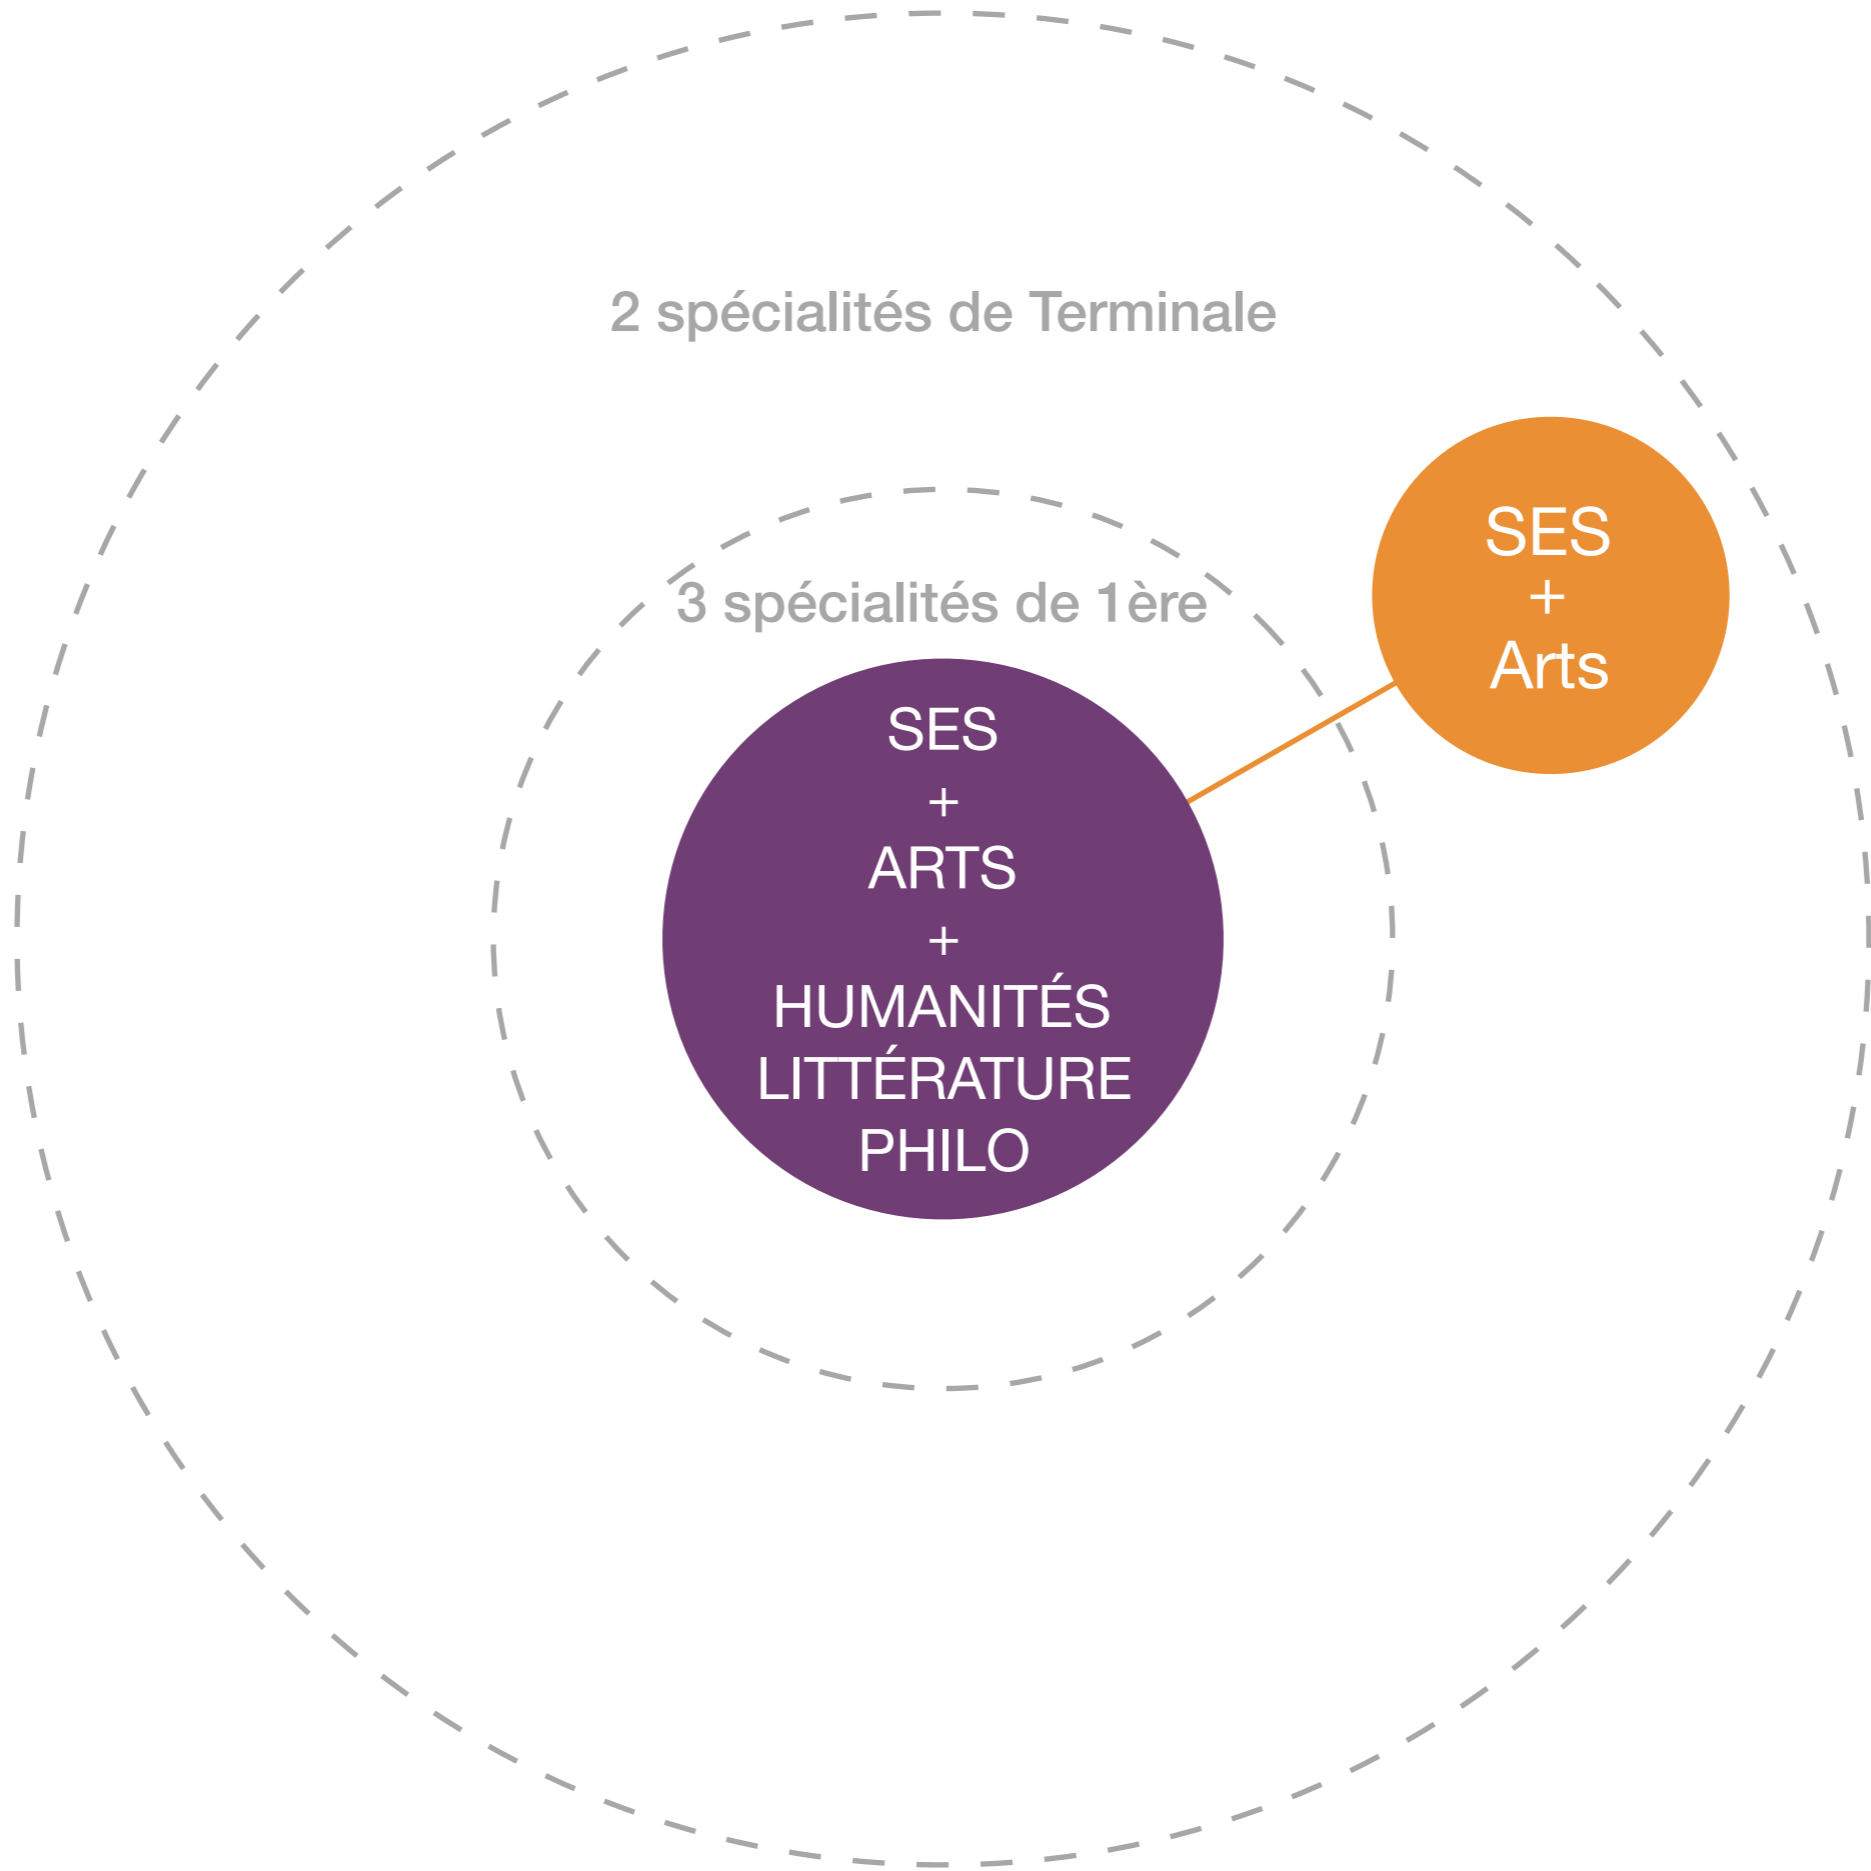 2 spécialités de Terminale
3 spécialités de 1ère
SES
+
ARTS
+
HUMANITÉS
LITTÉRATURE
PHILO
SES
+
Arts